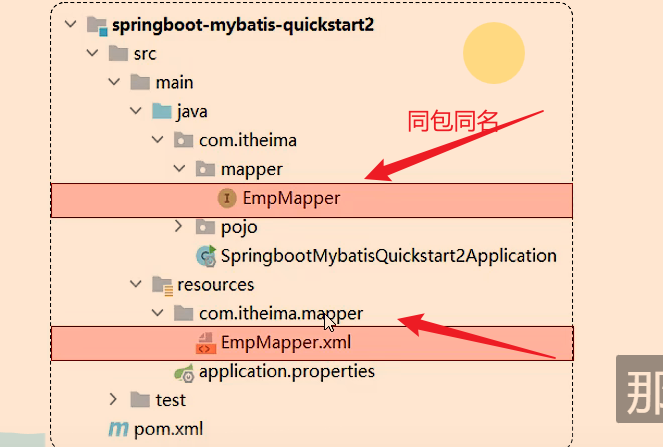 springboot-mybatis-quickstart2
src
main
java
同包同名
com.itheima
mapper
I EmpMapper
pojo
SpringbootMybatisQuickstart2Application
resources
com.itheima.mapper
EmpMapper.xml
application.properties
test
那
m pom.xml